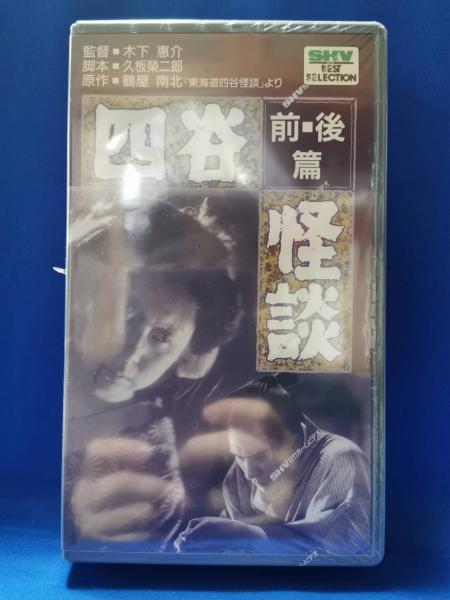 監督■木下 惠介
脚本■久板榮二郎
原作■鶴屋 南北『東海道四谷怪談』より
SHV
BEST
SELECTION
四谷
前■後
篇
怪談